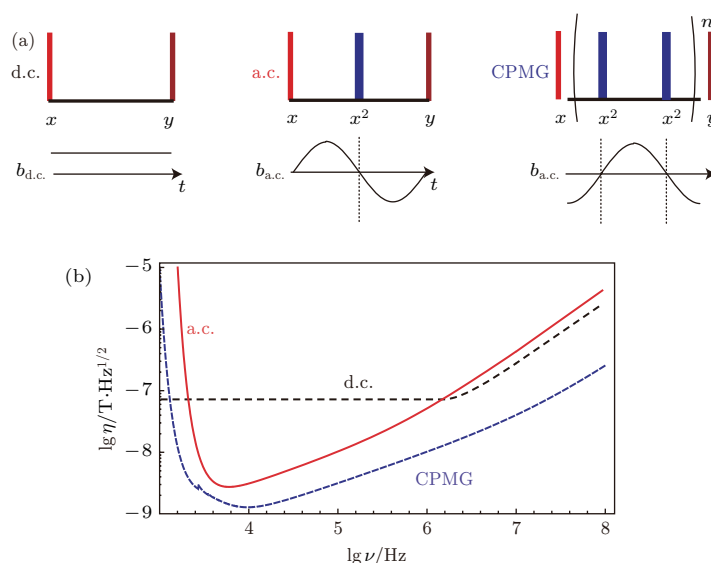 (a)
d.c.
x y
b_d.c. t
a.c.
x x² y
b_a.c. t
CPMG
n
x x² x²
b_a.c.
(b)
lg η/T·Hz^1/2
−5
−6
−7
−8
−9
a.c.
d.c.
CPMG
4 5 6 7 8
lg ν/Hz